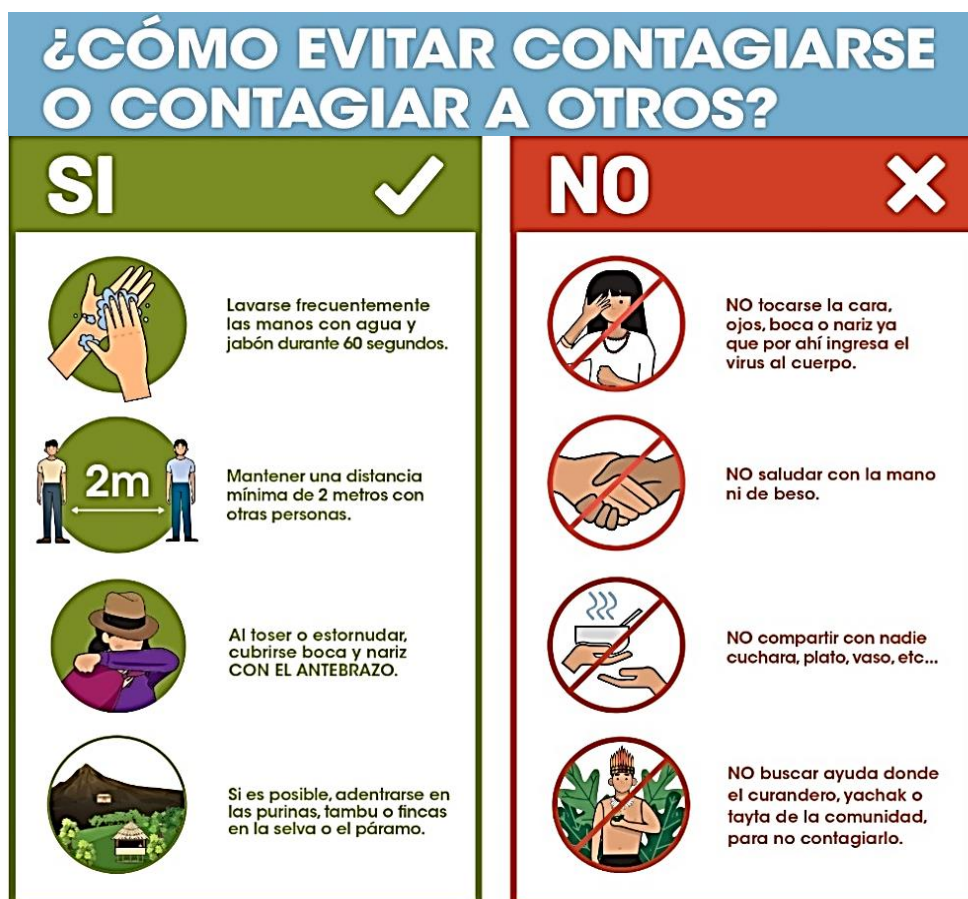 ¿CÓMO EVITAR CONTAGIARSE
O CONTAGIAR A OTROS?
SI
Lavarse frecuentemente
las manos con agua y
jabón durante 60 segundos.
2m
Mantener una distancia
mínima de 2 metros con
otras personas.
Al toser o estornudar,
cubrirse boca y nariz
CON EL ANTEBRAZO.
Si es posible, adentrarse en
las purinas, tambu o fincas
en la selva o el páramo.
NO
NO tocarse la cara,
ojos, boca o nariz ya
que por ahí ingresa el
virus al cuerpo.
NO saludar con la mano
ni de beso.
NO compartir con nadie
cuchara, plato, vaso, etc...
NO buscar ayuda donde
el curandero, yachak o
tayta de la comunidad,
para no contagiarlo.